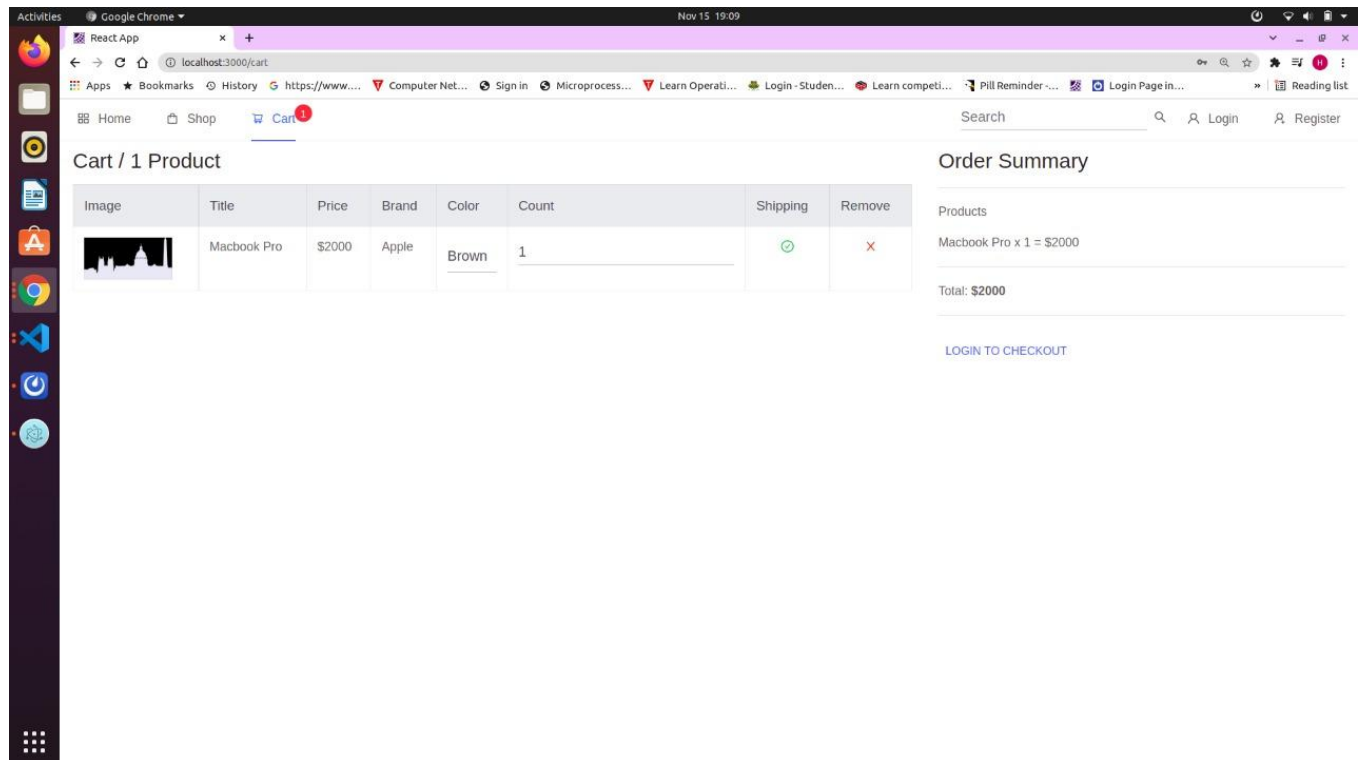 Activities Google Chrome Nov 15 19:09
React App
localhost:3000/cart
Apps Bookmarks History https://www.... Computer Net... Sign in Microprocess... Learn Operati... Login - Studen... Learn competi... Pill Reminder -... Login Page in... » Reading list
Home Shop Cart 1 Search Login Register
Cart / 1 Product Order Summary
Image Title Price Brand Color Count Shipping Remove
Products
Macbook Pro $2000 Apple Brown 1
Macbook Pro x 1 = $2000
Total: $2000
LOGIN TO CHECKOUT